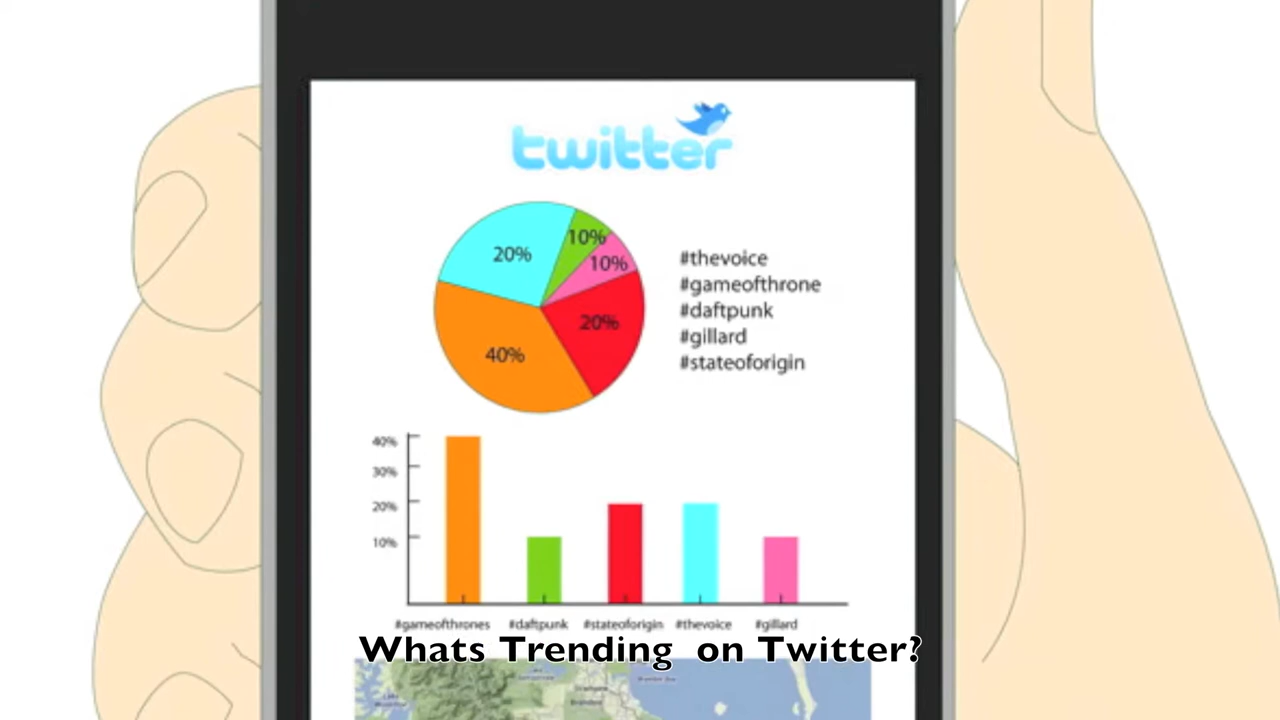 twitter
20%
10%
10%
20%
40%
#thevoice
#gameofthrone
#daftpunk
#gillard
#stateoforigin
40%
30%
20%
10%
#gameofthrones #daftpunk #stateoforigin #thevoice #gillard
Whats Trending on Twitter?